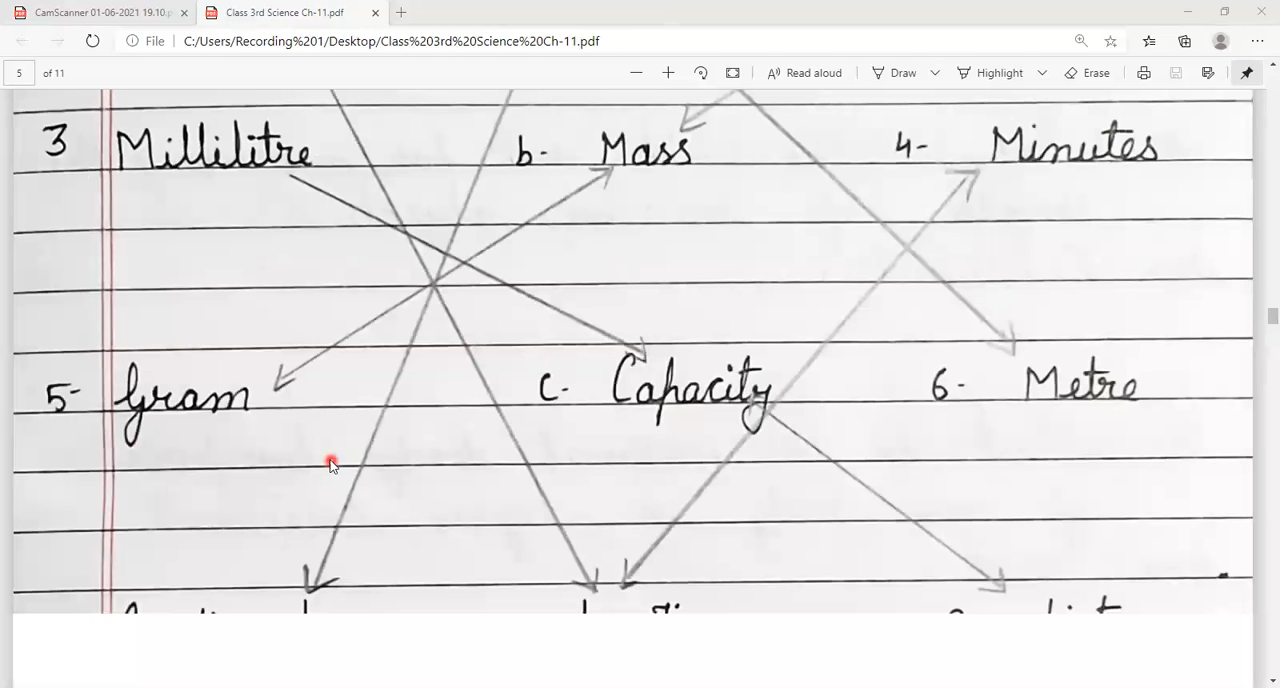 CamScanner 01-06-2021 19.10.p
Class 3rd Science Ch-11.pdf
File
C:/Users/Recording%201/Desktop/Class%203rd%20Science%20Ch-11.pdf
5 of 11
Read aloud
Draw
Highlight
Erase
3 Millilitre b- Mass 4- Minutes
5- Gram c- Capacity 6- Metre